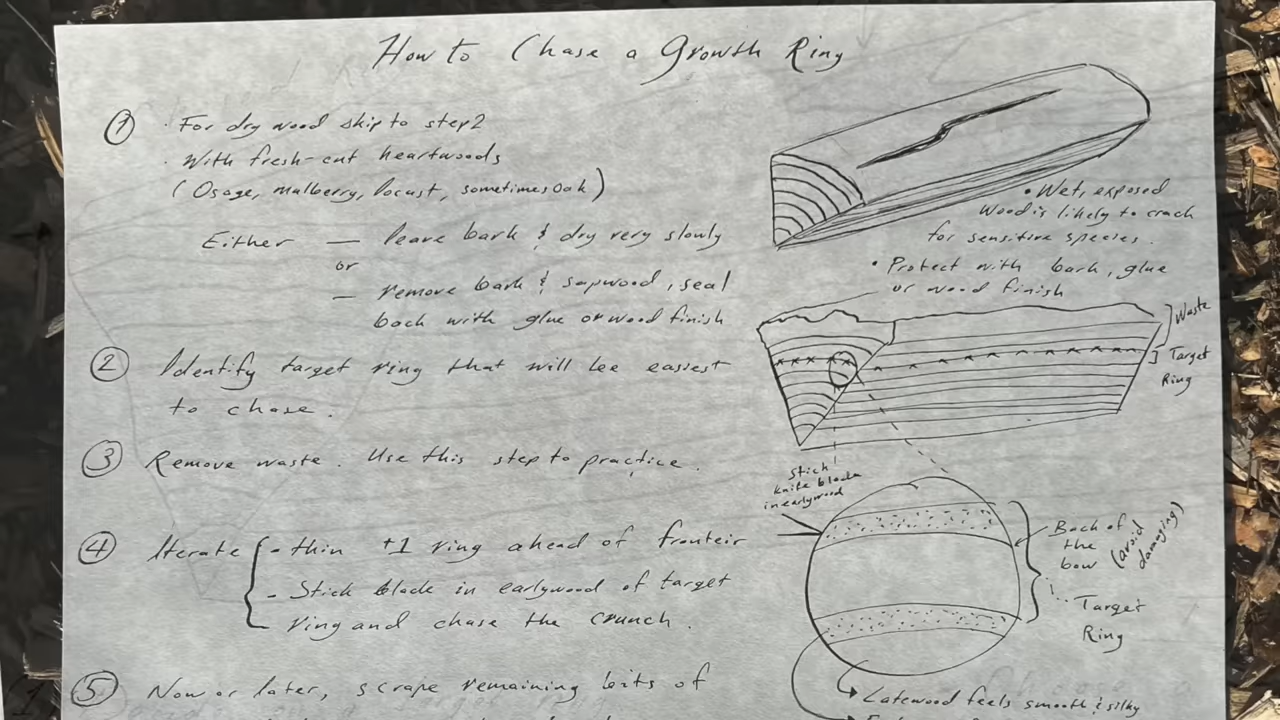 How to Chase a Growth Ring
① · For dry wood skip to step 2
· With fresh-cut heartwoods
(Osage, mulberry, locust, sometimes oak)
Either — leave bark & dry very slowly
or
— remove bark & sapwood, seal
back with glue or wood finish
② Identify target ring that will be easiest
to chase.
③ Remove waste. Use this step to practice.
④ Iterate { - thin +1 ring ahead of fronteir
- Stick blade in earlywood of target
ring and chase the crunch.
⑤ Now or later, scrape remaining bits of
• Wet, exposed
wood is likely to crack
for sensitive species.
• Protect with bark, glue
or wood finish
Waste
Target
Ring
Stick
knife blade
in earlywood
Back of
the
bow
(avoid
damaging)
Target
Ring
Latewood feels smooth & silky